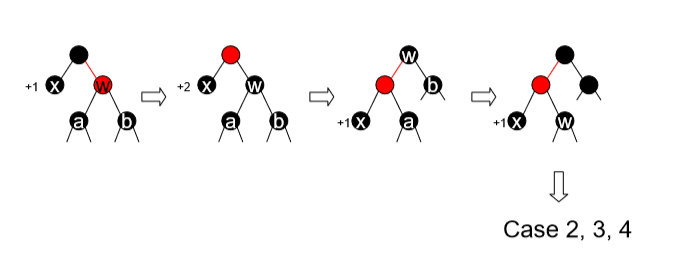 w
+1 x w +2 x w b
a b a b +1 x a +1 x w
Case 2, 3, 4